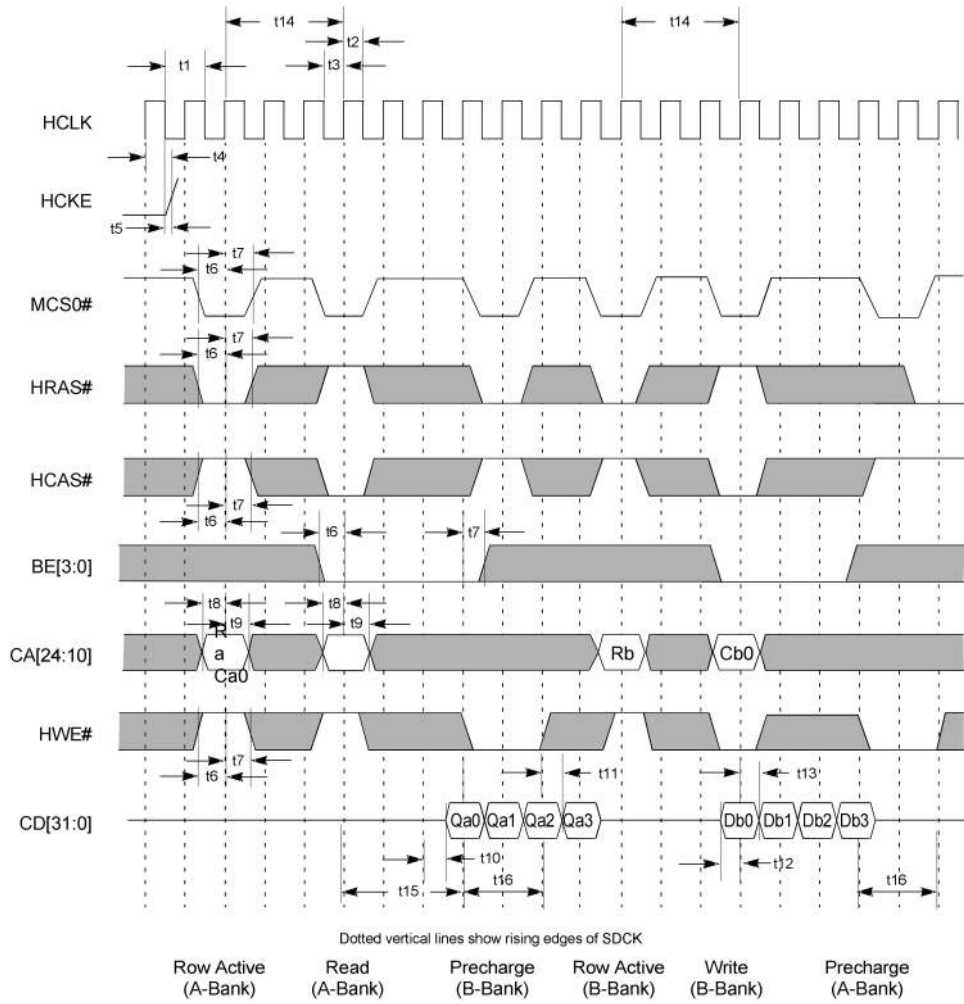 t14 t14
t2
t1 t3
HCLK
t4
HCKE
t5
t7
t6
MCS0#
t7
t6
HRAS#
HCAS#
t7
t6
t6 t7
BE[3:0]
t8 t8
t9 t9
CA[24:10] Ra Ca0 Rb Cb0
HWE#
t7
t6 t11 t13
CD[31:0] Qa0 Qa1 Qa2 Qa3 Db0 Db1 Db2 Db3
t10 t12
t15 t16 t16
Dotted vertical lines show rising edges of SDCK
Row Active Read Precharge Row Active Write Precharge
(A-Bank) (A-Bank) (B-Bank) (B-Bank) (B-Bank) (A-Bank)